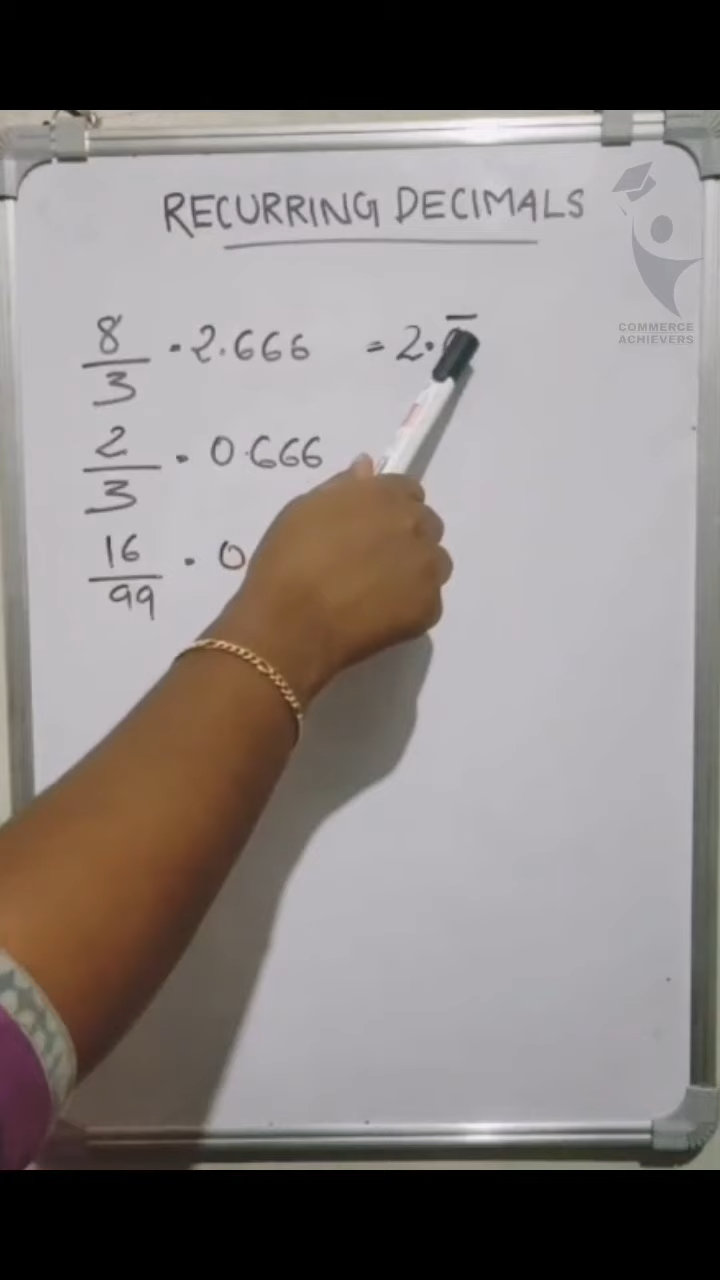 RECURRING DECIMALS
COMMERCE
ACHIEVERS
8/3 = 2.666 = 2.
2/3 = 0.666
16/99 = 0